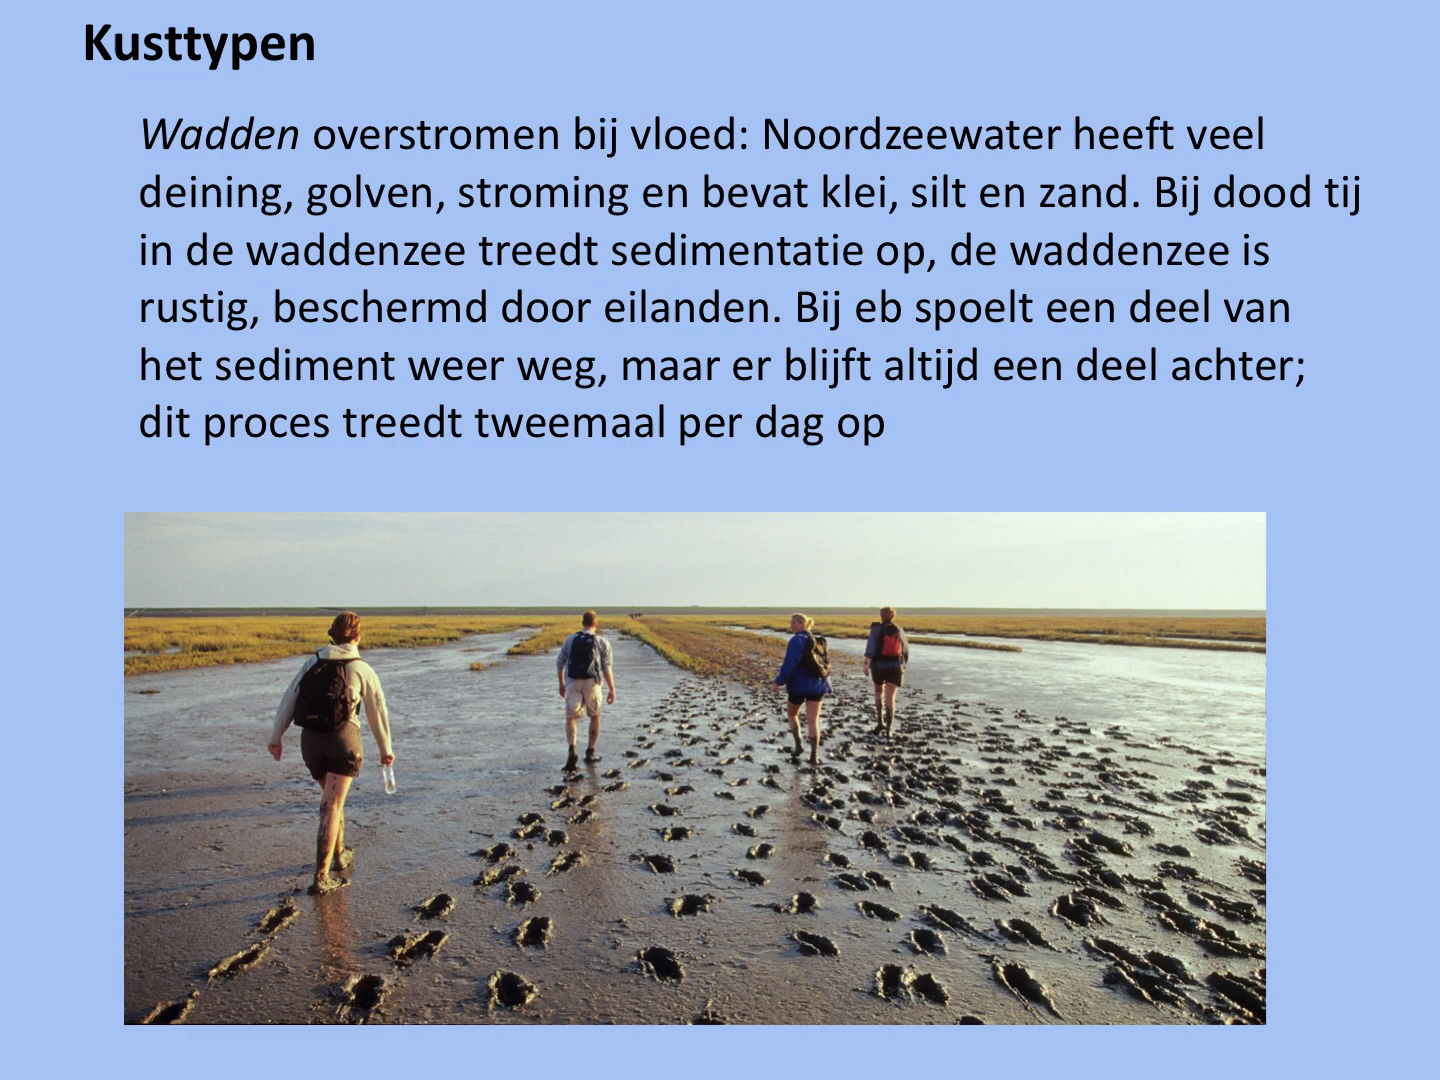 Kusttypen
Wadden overstromen bij vloed: Noordzeewater heeft veel
deining, golven, stroming en bevat klei, silt en zand. Bij dood tij
in de waddenzee treedt sedimentatie op, de waddenzee is
rustig, beschermd door eilanden. Bij eb spoelt een deel van
het sediment weer weg, maar er blijft altijd een deel achter;
dit proces treedt tweemaal per dag op